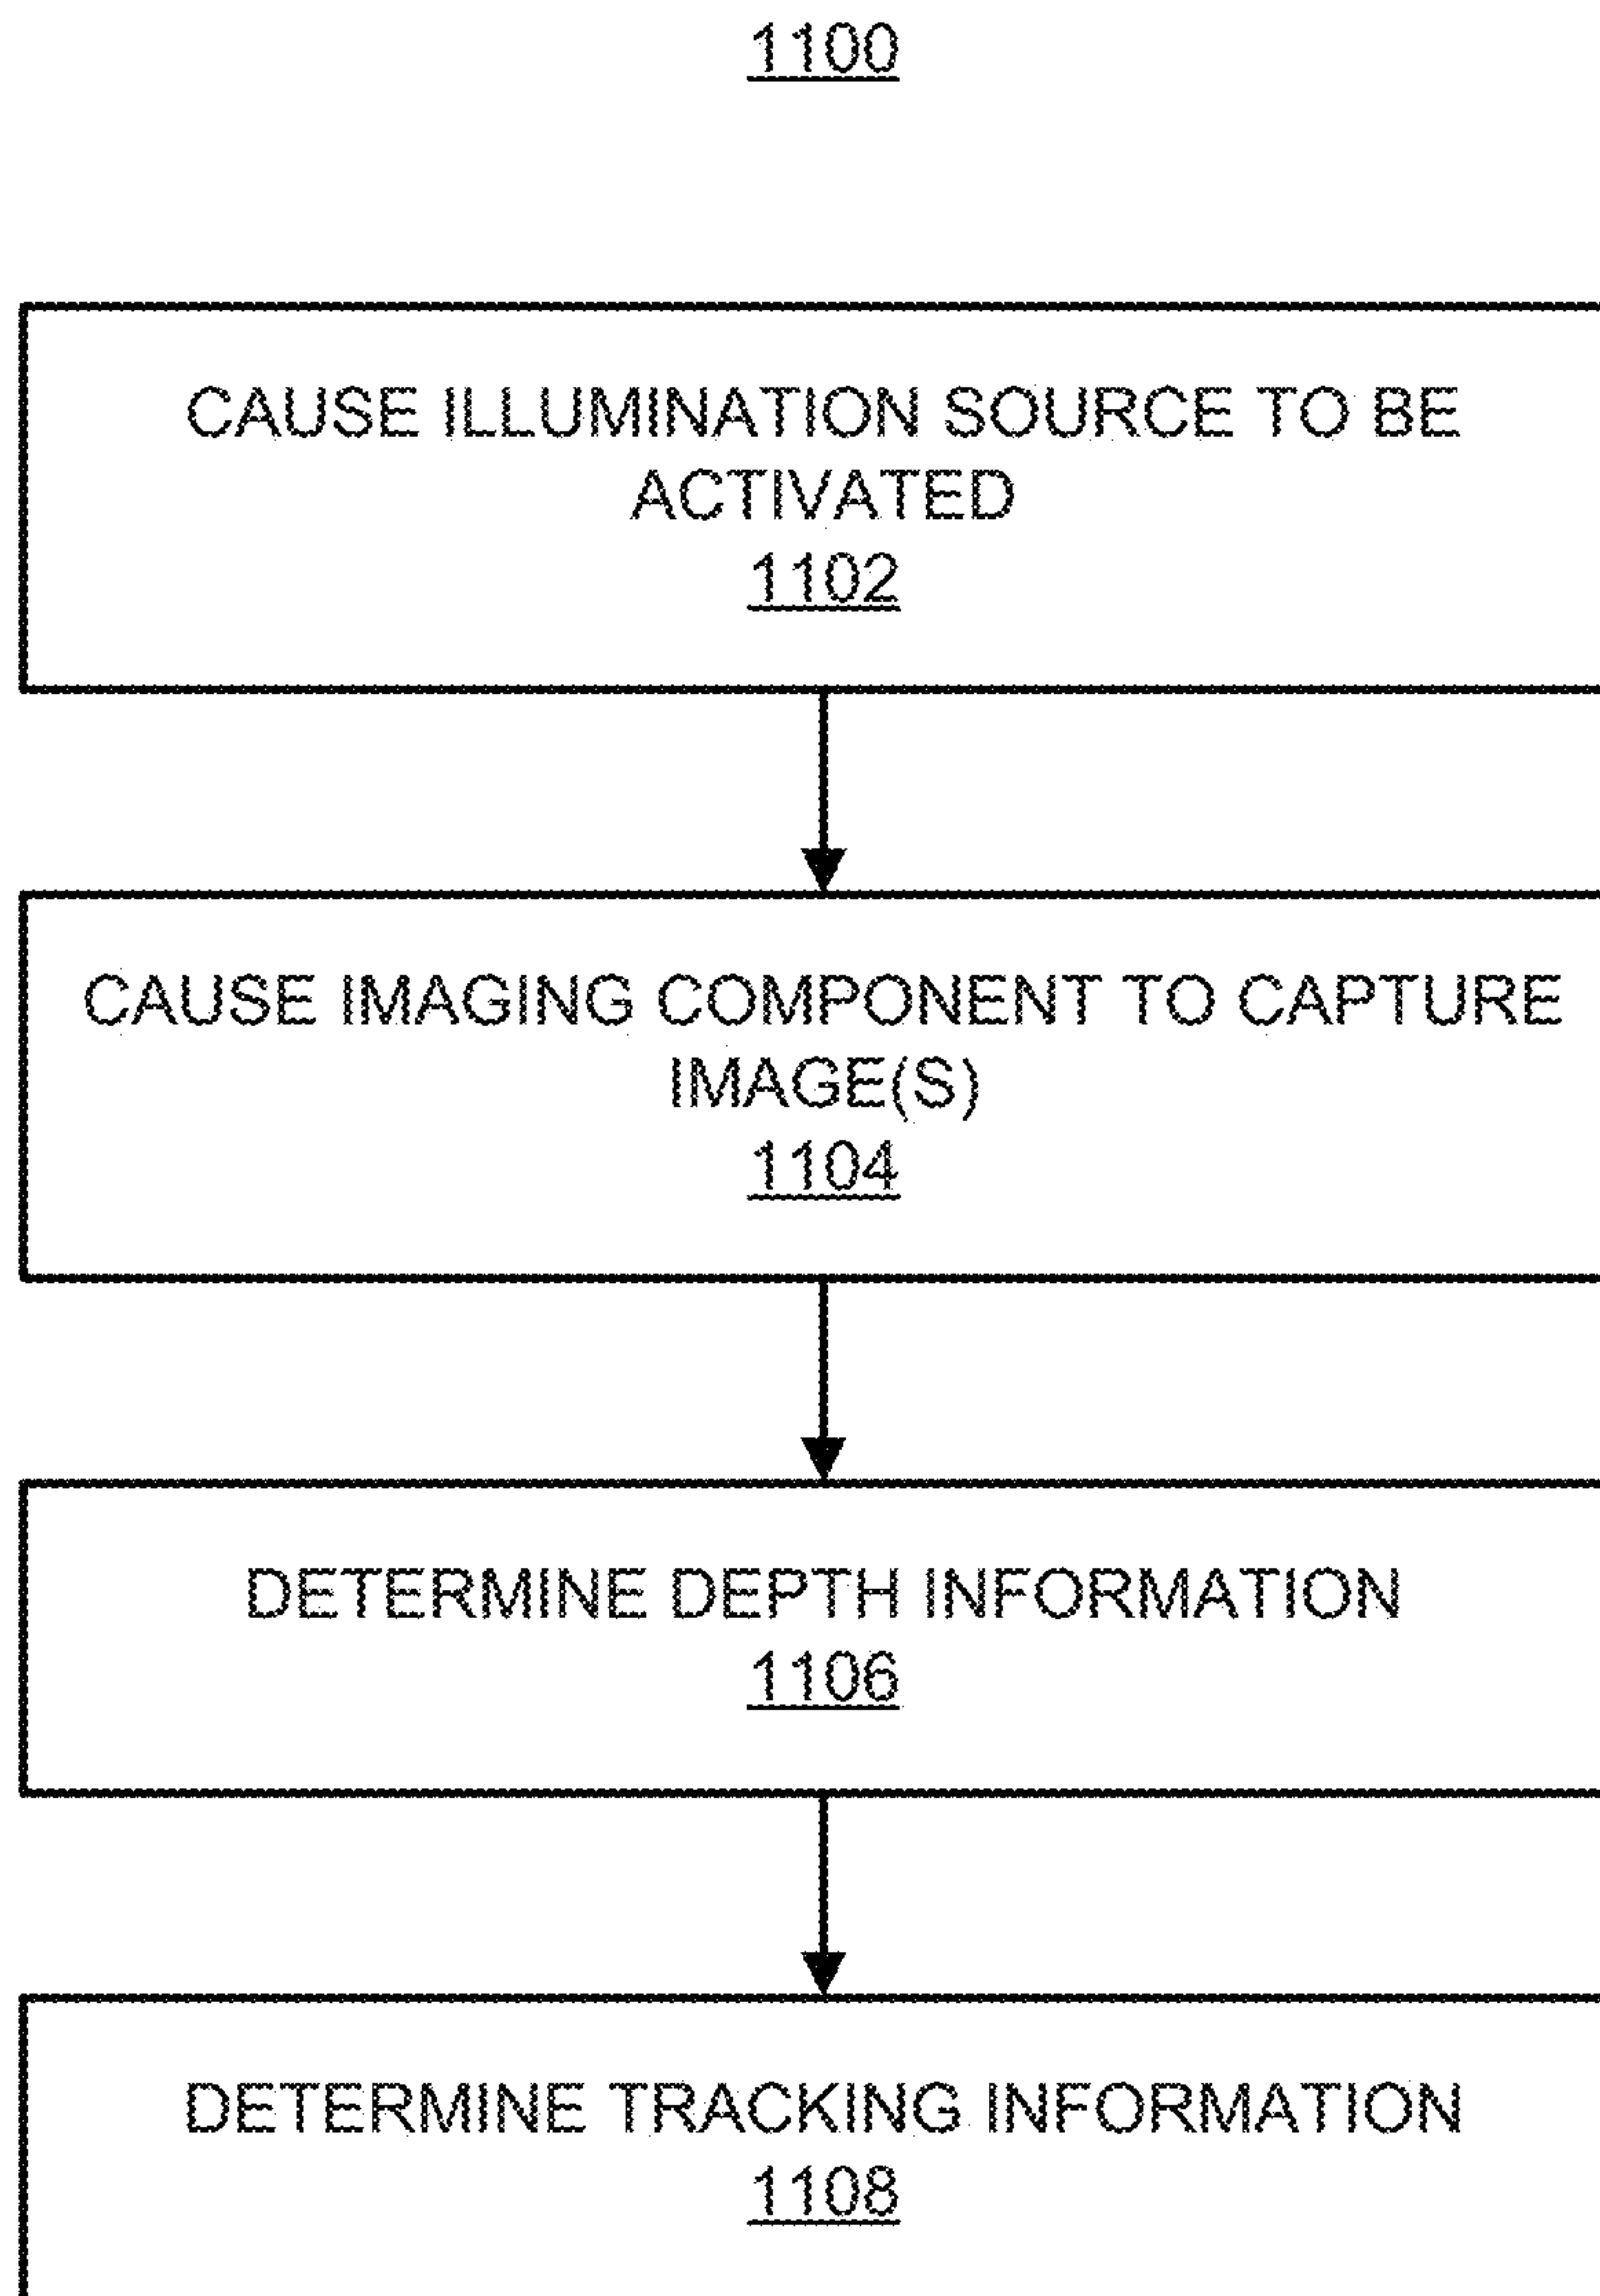 1100
CAUSE ILLUMINATION SOURCE TO BE
ACTIVATED
1102
CAUSE IMAGING COMPONENT TO CAPTURE
IMAGE(S)
1104
DETERMINE DEPTH INFORMATION
1106
DETERMINE TRACKING INFORMATION
1108